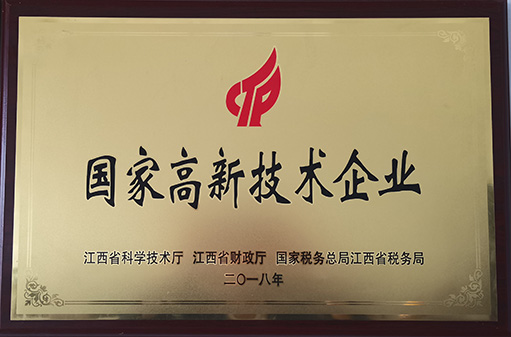 国家高新技术企业
江西省科学技术厅 江西省财政厅 国家税务总局江西省税务局
二〇一八年